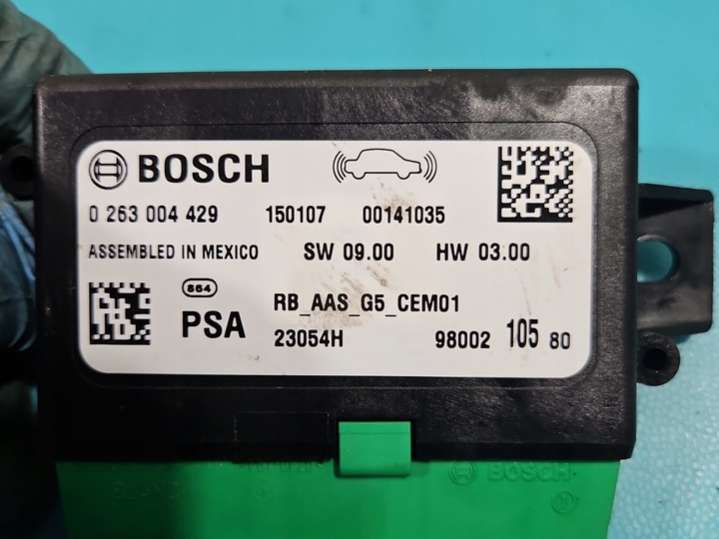 BOSCH
0 263 004 429 150107 00141035
ASSEMBLED IN MEXICO SW 09.00 HW 03.00
864
RB_AAS_G5_CEM01
PSA
23054H 98002 105 80
BOSCH